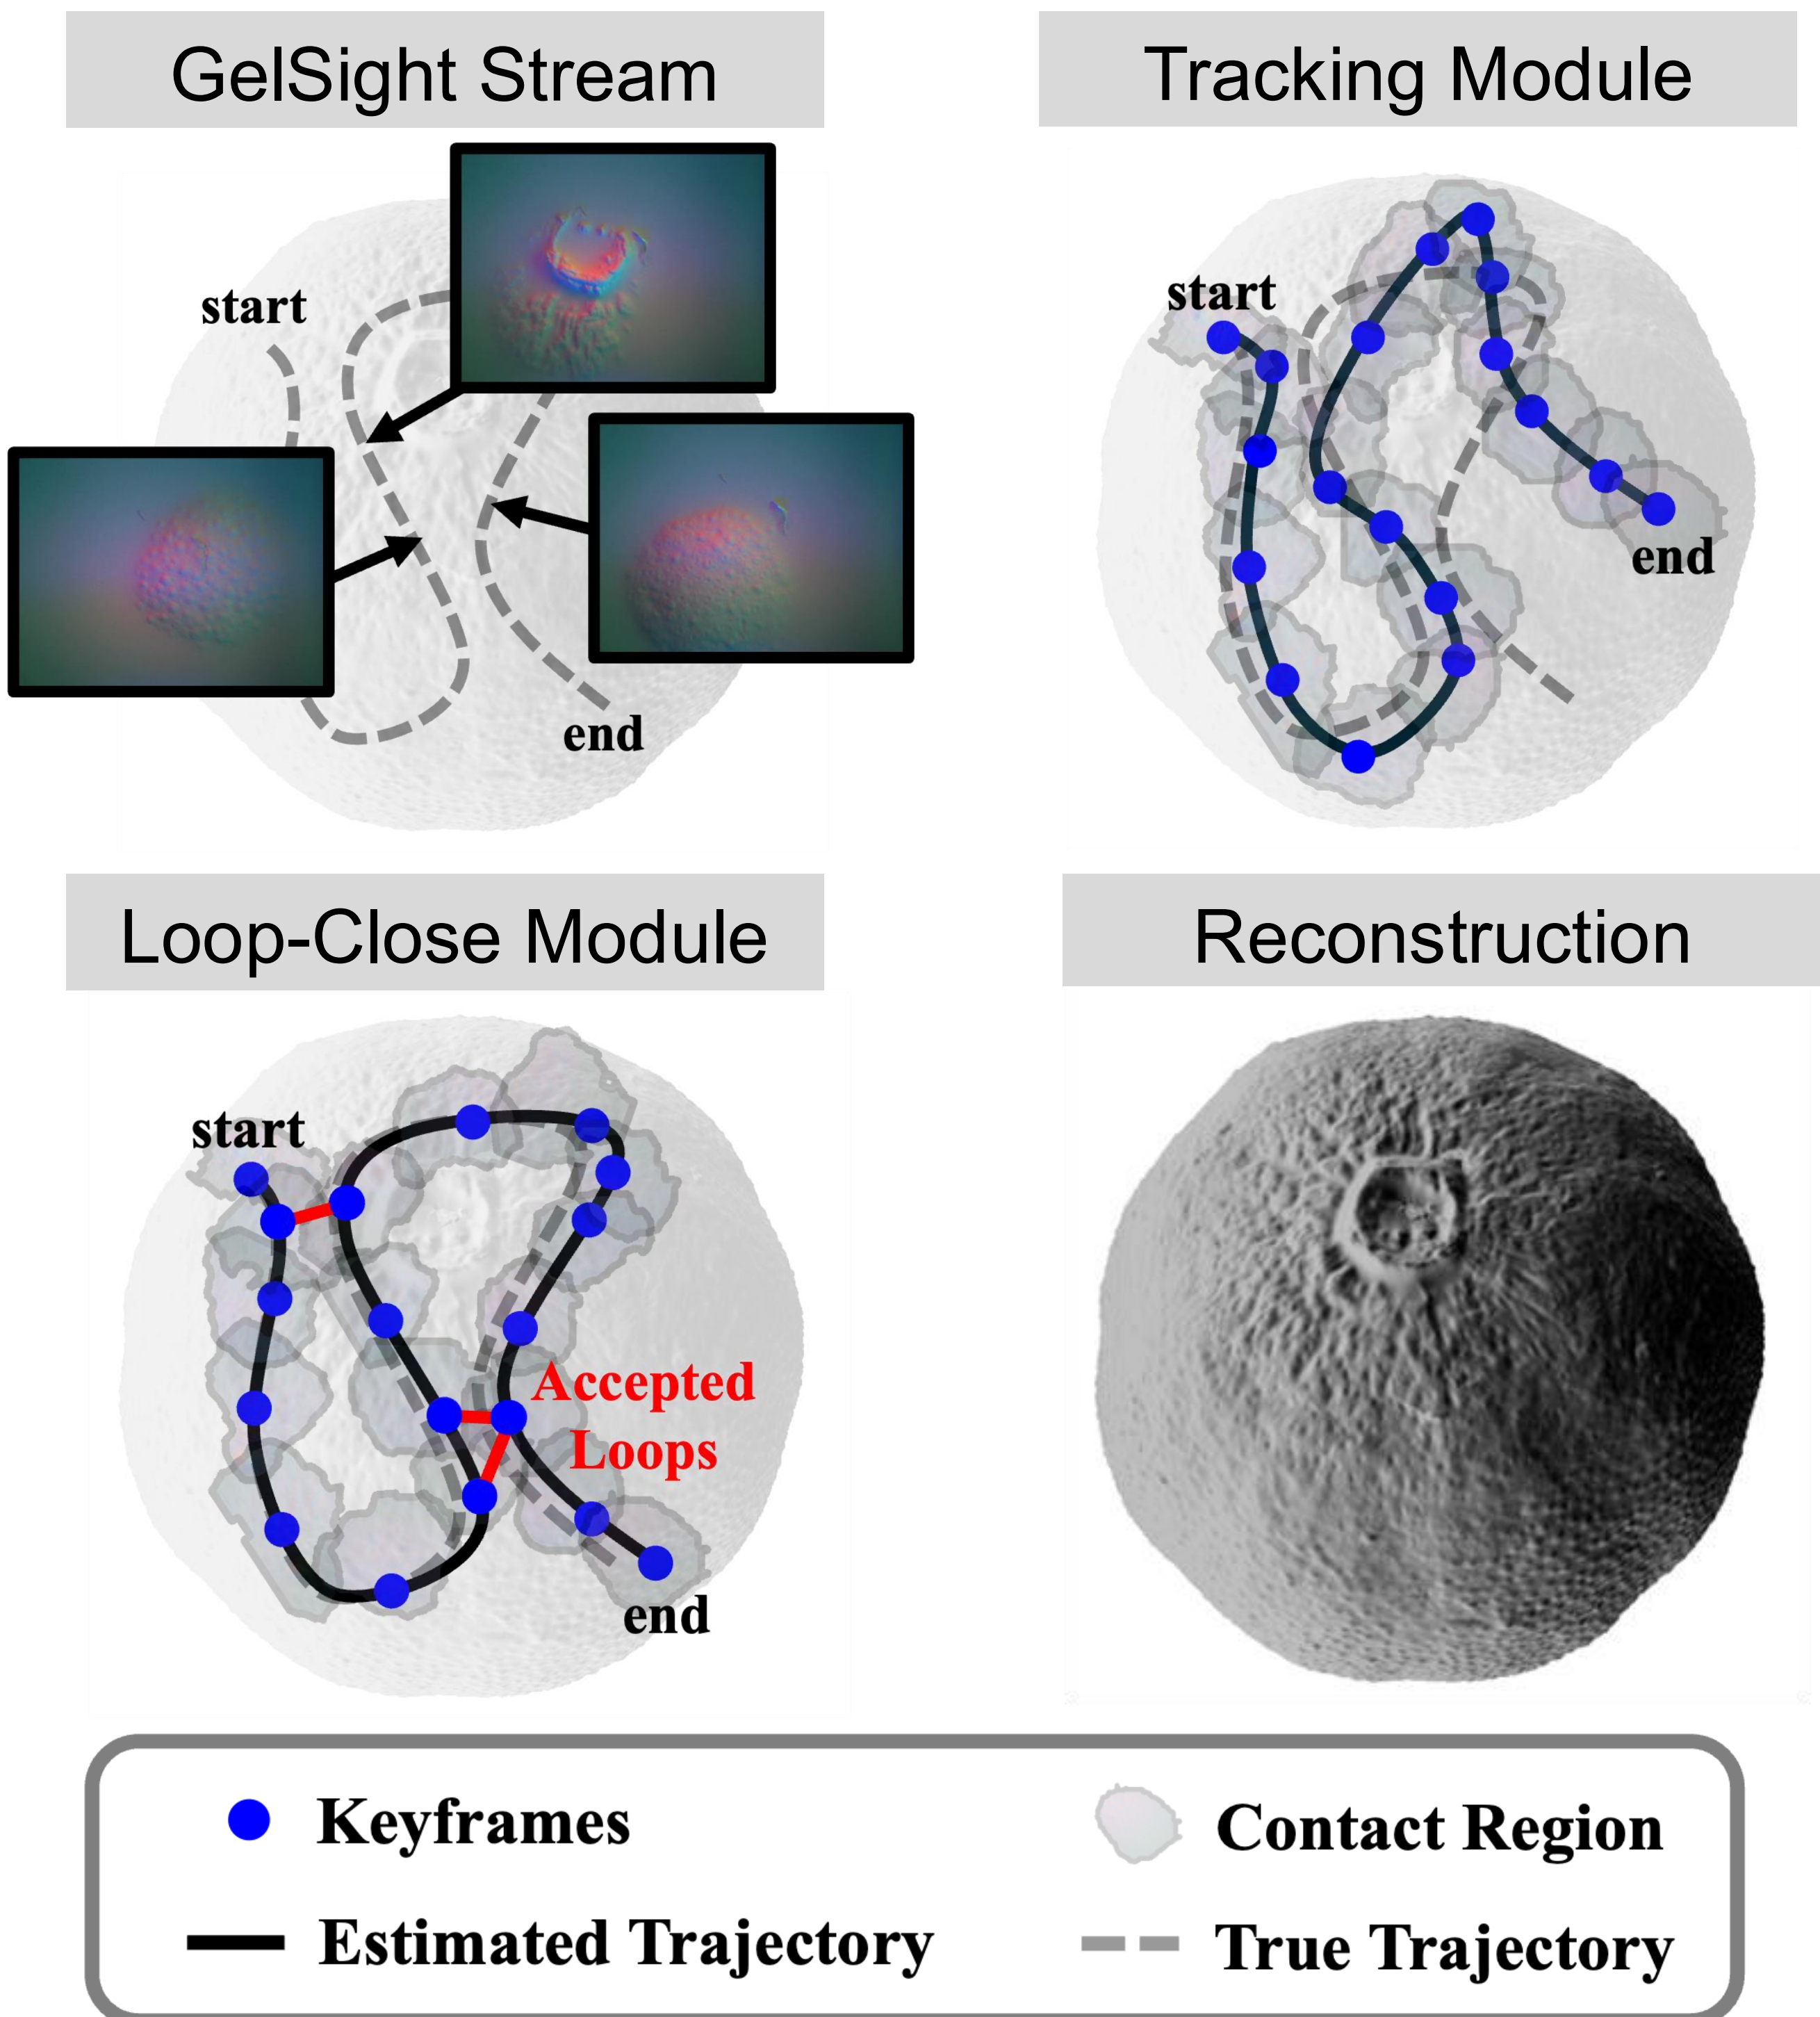 GelSight Stream
Tracking Module
start
end
start
end
Loop-Close Module
Reconstruction
start
Accepted
Loops
end
Keyframes
Contact Region
Estimated Trajectory
True Trajectory